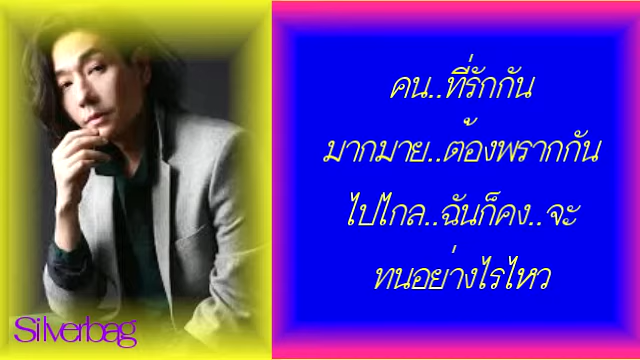 คน..ที่รักกัน
มากมาย..ต้องพรากกัน
ไปไกล..ฉันก็คง..จะ
ทนอย่างไรไหว
Silverbag